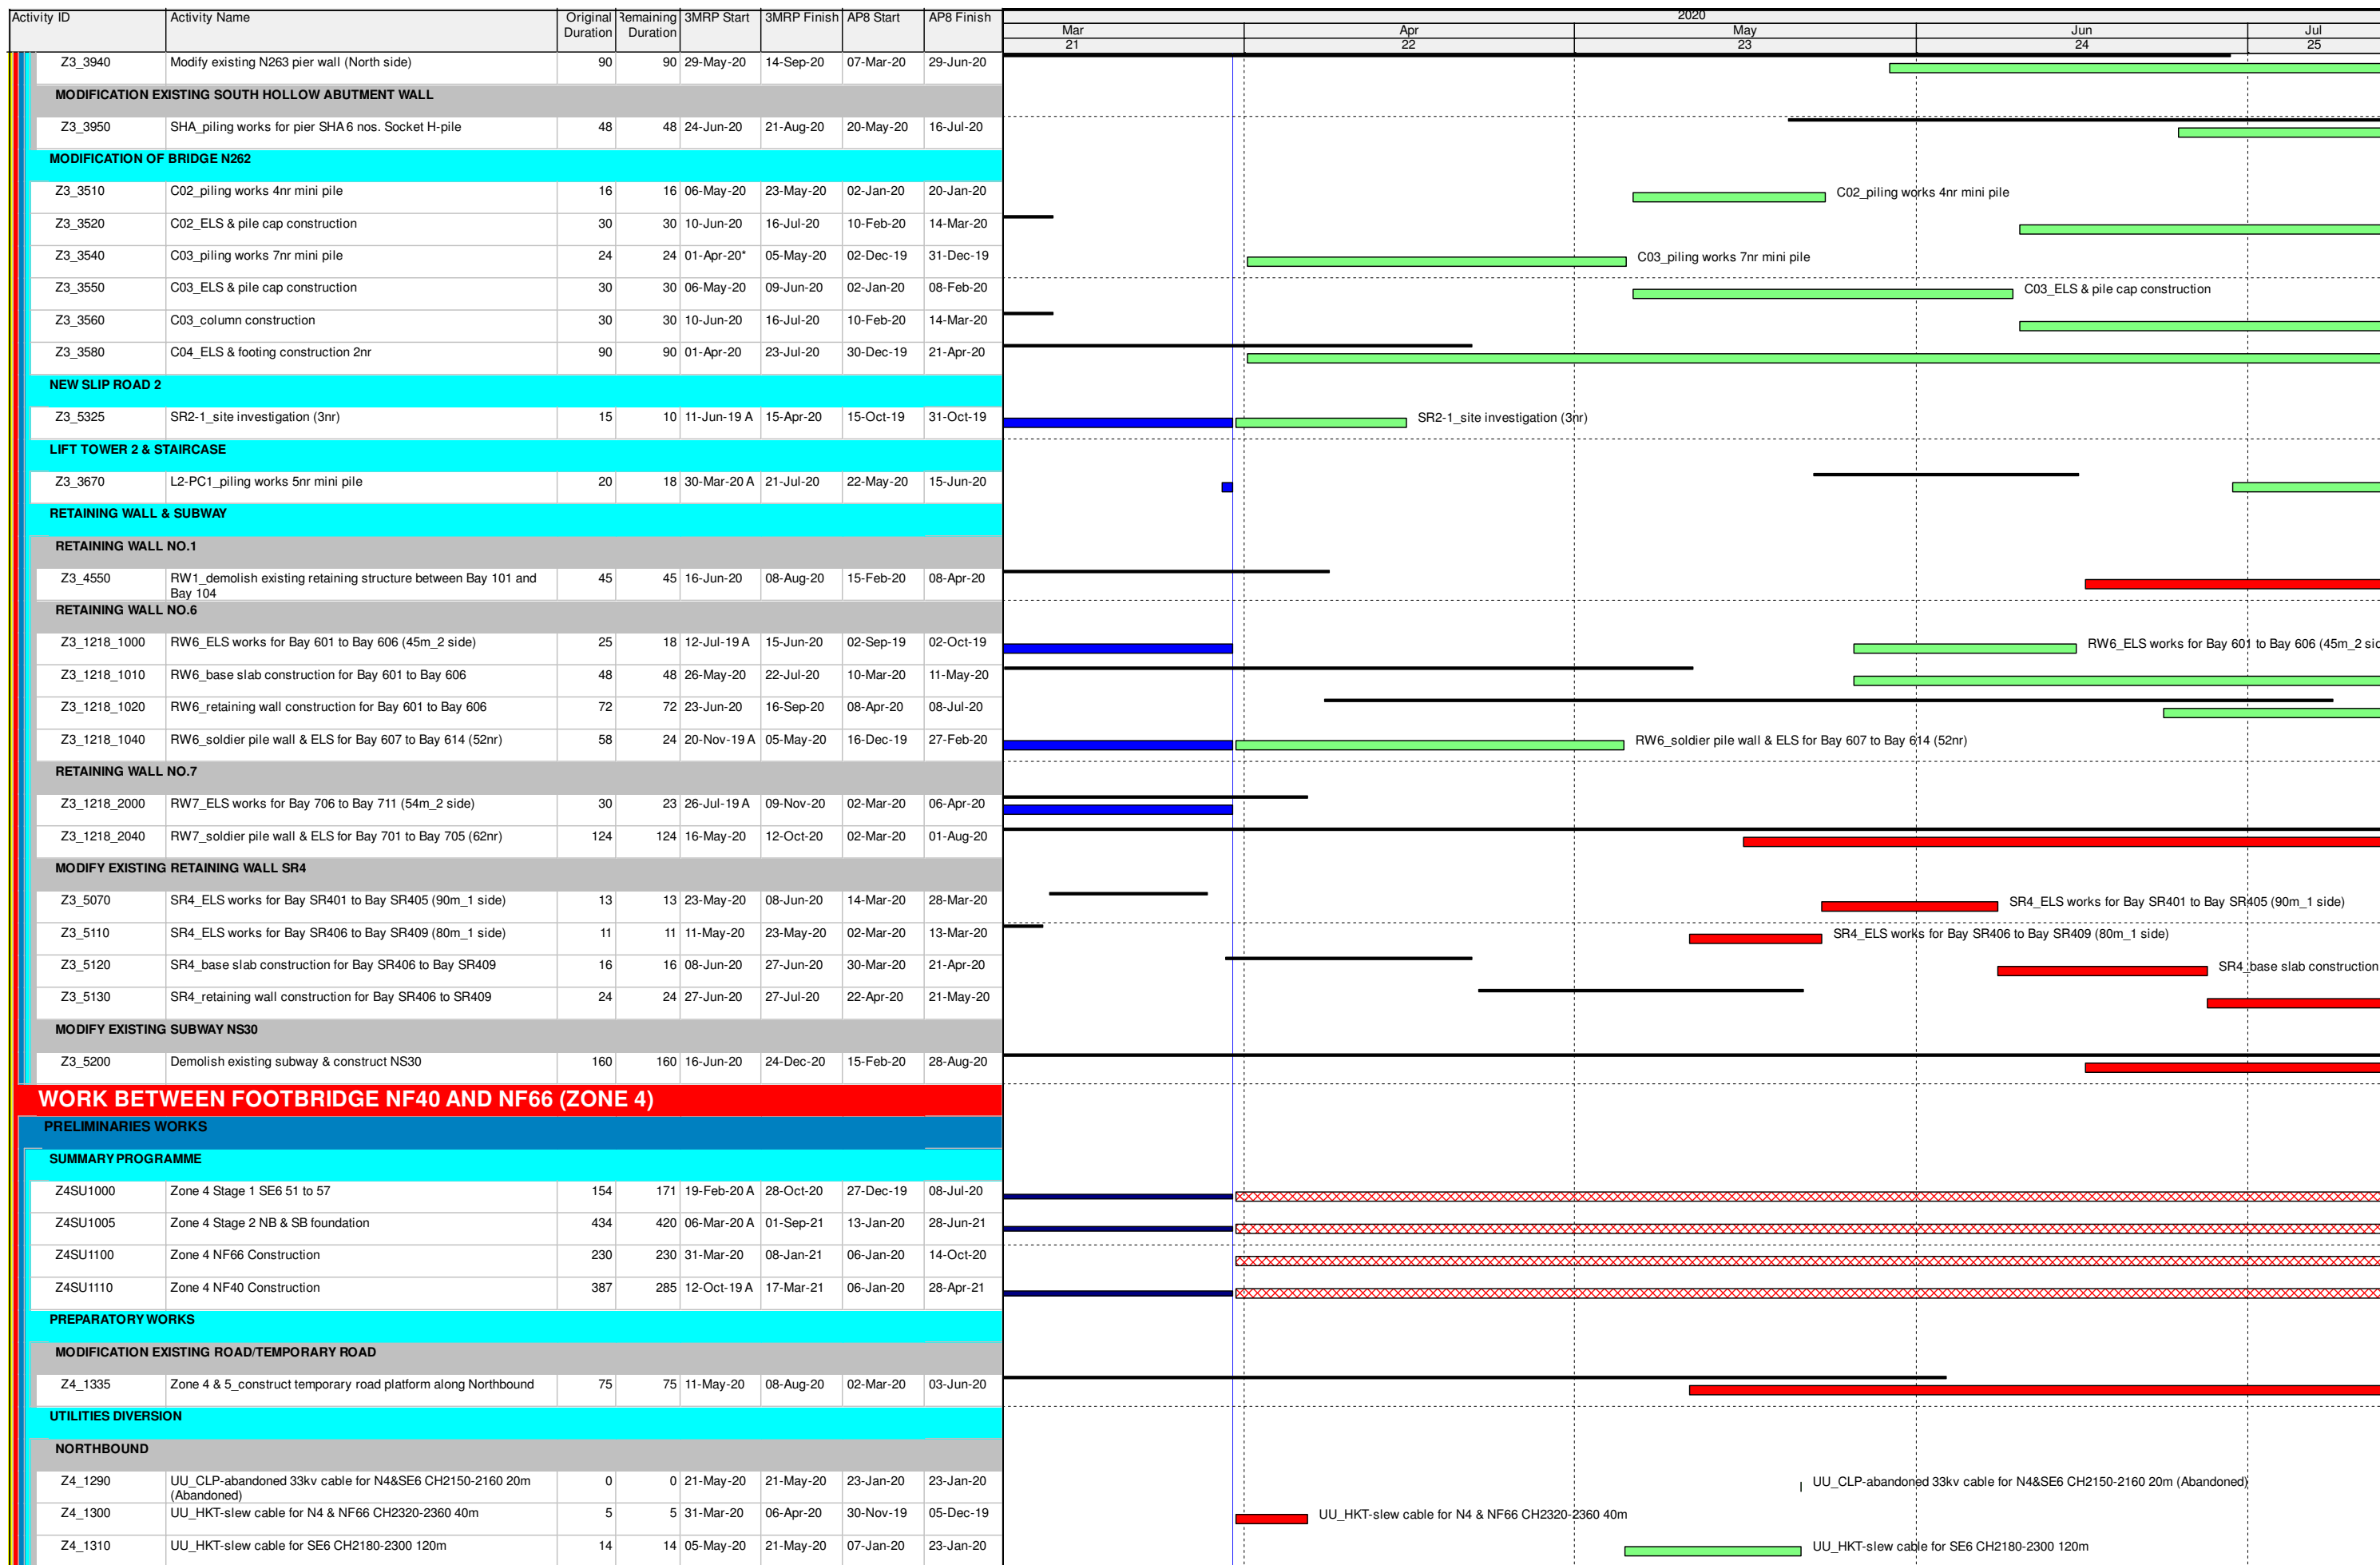 Activity ID Activity Name Original Duration Remaining Duration 3MRP Start 3MRP Finish AP8 Start AP8 Finish
2020
Mar Apr May Jun Jul
21 22 23 24 25
Z3_3940 Modify existing N263 pier wall (North side) 90 90 29-May-20 14-Sep-20 07-Mar-20 29-Jun-20
MODIFICATION EXISTING SOUTH HOLLOW ABUTMENT WALL
Z3_3950 SHA_piling works for pier SHA 6 nos. Socket H-pile 48 48 24-Jun-20 21-Aug-20 20-May-20 16-Jul-20
MODIFICATION OF BRIDGE N262
Z3_3510 C02_piling works 4nr mini pile 16 16 06-May-20 23-May-20 02-Jan-20 20-Jan-20 C02_piling works 4nr mini pile
Z3_3520 C02_ELS & pile cap construction 30 30 10-Jun-20 16-Jul-20 10-Feb-20 14-Mar-20
Z3_3540 C03_piling works 7nr mini pile 24 24 01-Apr-20* 05-May-20 02-Dec-19 31-Dec-19 C03_piling works 7nr mini pile
Z3_3550 C03_ELS & pile cap construction 30 30 06-May-20 09-Jun-20 02-Jan-20 08-Feb-20 C03_ELS & pile cap construction
Z3_3560 C03_column construction 30 30 10-Jun-20 16-Jul-20 10-Feb-20 14-Mar-20
Z3_3580 C04_ELS & footing construction 2nr 90 90 01-Apr-20 23-Jul-20 30-Dec-19 21-Apr-20
NEW SLIP ROAD 2
Z3_5325 SR2-1_site investigation (3nr) 15 10 11-Jun-19 A 15-Apr-20 15-Oct-19 31-Oct-19 SR2-1_site investigation (3nr)
LIFT TOWER 2 & STAIRCASE
Z3_3670 L2-PC1_piling works 5nr mini pile 20 18 30-Mar-20 A 21-Jul-20 22-May-20 15-Jun-20
RETAINING WALL & SUBWAY
RETAINING WALL NO.1
Z3_4550 RW1_demolish existing retaining structure between Bay 101 and 45 45 16-Jun-20 08-Aug-20 15-Feb-20 08-Apr-20
Bay 104
RETAINING WALL NO.6
Z3_1218_1000 RW6_ELS works for Bay 601 to Bay 606 (45m_2 side) 25 18 12-Jul-19 A 15-Jun-20 02-Sep-19 02-Oct-19 RW6_ELS works for Bay 601 to Bay 606 (45m_2 sid
Z3_1218_1010 RW6_base slab construction for Bay 601 to Bay 606 48 48 26-May-20 22-Jul-20 10-Mar-20 11-May-20
Z3_1218_1020 RW6_retaining wall construction for Bay 601 to Bay 606 72 72 23-Jun-20 16-Sep-20 08-Apr-20 08-Jul-20
Z3_1218_1040 RW6_soldier pile wall & ELS for Bay 607 to Bay 614 (52nr) 58 24 20-Nov-19 A 05-May-20 16-Dec-19 27-Feb-20 RW6_soldier pile wall & ELS for Bay 607 to Bay 614 (52nr)
RETAINING WALL NO.7
Z3_1218_2000 RW7_ELS works for Bay 706 to Bay 711 (54m_2 side) 30 23 26-Jul-19 A 09-Nov-20 02-Mar-20 06-Apr-20
Z3_1218_2040 RW7_soldier pile wall & ELS for Bay 701 to Bay 705 (62nr) 124 124 16-May-20 12-Oct-20 02-Mar-20 01-Aug-20
MODIFY EXISTING RETAINING WALL SR4
Z3_5070 SR4_ELS works for Bay SR401 to Bay SR405 (90m_1 side) 13 13 23-May-20 08-Jun-20 14-Mar-20 28-Mar-20 SR4_ELS works for Bay SR401 to Bay SR405 (90m_1 side)
Z3_5110 SR4_ELS works for Bay SR406 to Bay SR409 (80m_1 side) 11 11 11-May-20 23-May-20 02-Mar-20 13-Mar-20 SR4_ELS works for Bay SR406 to Bay SR409 (80m_1 side)
Z3_5120 SR4_base slab construction for Bay SR406 to Bay SR409 16 16 08-Jun-20 27-Jun-20 30-Mar-20 21-Apr-20 SR4_base slab construction
Z3_5130 SR4_retaining wall construction for Bay SR406 to SR409 24 24 27-Jun-20 27-Jul-20 22-Apr-20 21-May-20
MODIFY EXISTING SUBWAY NS30
Z3_5200 Demolish existing subway & construct NS30 160 160 16-Jun-20 24-Dec-20 15-Feb-20 28-Aug-20
WORK BETWEEN FOOTBRIDGE NF40 AND NF66 (ZONE 4)
PRELIMINARIES WORKS
SUMMARY PROGRAMME
Z4SU1000 Zone 4 Stage 1 SE6 51 to 57 154 171 19-Feb-20 A 28-Oct-20 27-Dec-19 08-Jul-20
Z4SU1005 Zone 4 Stage 2 NB & SB foundation 434 420 06-Mar-20 A 01-Sep-21 13-Jan-20 28-Jun-21
Z4SU1100 Zone 4 NF66 Construction 230 230 31-Mar-20 08-Jan-21 06-Jan-20 14-Oct-20
Z4SU1110 Zone 4 NF40 Construction 387 285 12-Oct-19 A 17-Mar-21 06-Jan-20 28-Apr-21
PREPARATORY WORKS
MODIFICATION EXISTING ROAD/TEMPORARY ROAD
Z4_1335 Zone 4 & 5_construct temporary road platform along Northbound 75 75 11-May-20 08-Aug-20 02-Mar-20 03-Jun-20
UTILITIES DIVERSION
NORTHBOUND
Z4_1290 UU_CLP-abandoned 33kv cable for N4&SE6 CH2150-2160 20m 0 0 21-May-20 21-May-20 23-Jan-20 23-Jan-20 UU_CLP-abandoned 33kv cable for N4&SE6 CH2150-2160 20m (Abandoned)
(Abandoned)
Z4_1300 UU_HKT-slew cable for N4 & NF66 CH2320-2360 40m 5 5 31-Mar-20 06-Apr-20 30-Nov-19 05-Dec-19 UU_HKT-slew cable for N4 & NF66 CH2320-2360 40m
Z4_1310 UU_HKT-slew cable for SE6 CH2180-2300 120m 14 14 05-May-20 21-May-20 07-Jan-20 23-Jan-20 UU_HKT-slew cable for SE6 CH2180-2300 120m